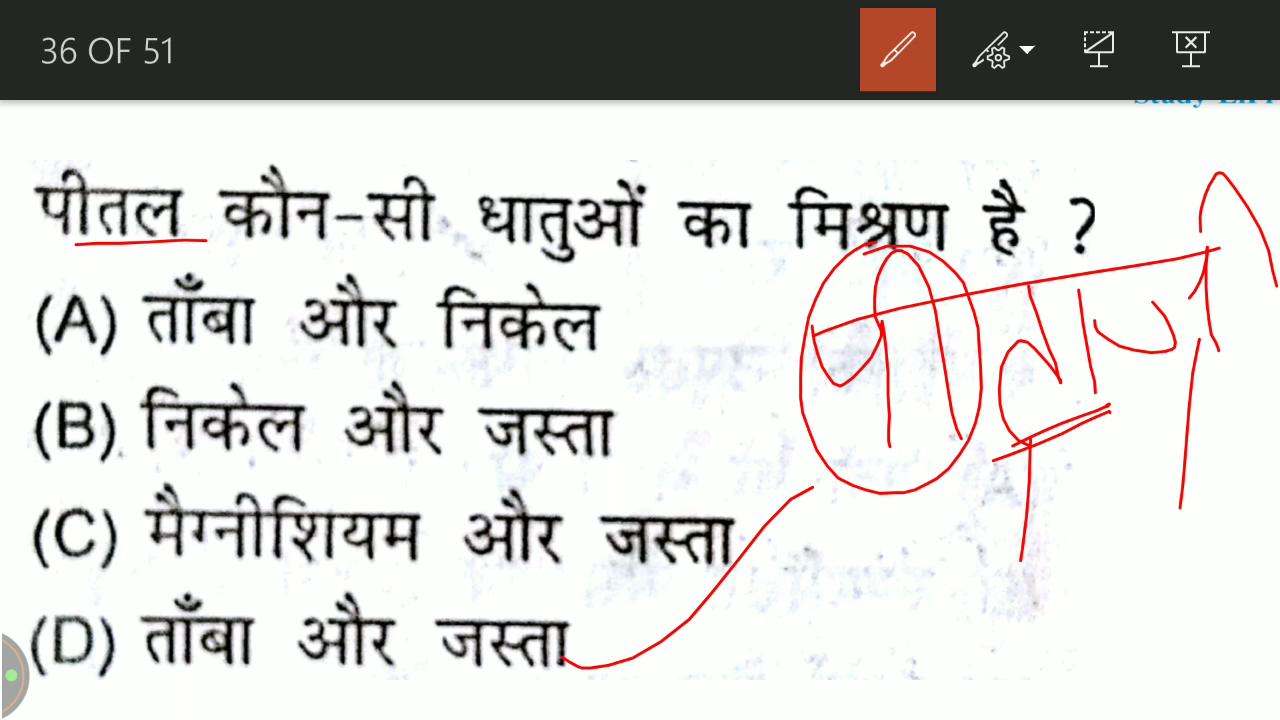 36 OF 51
पीतल कौन-सी धातुओं का मिश्रण है ?
(A) ताँबा और निकेल
(B) निकेल और जस्ता
(C) मैग्नीशियम और जस्ता
(D) ताँबा और जस्ता